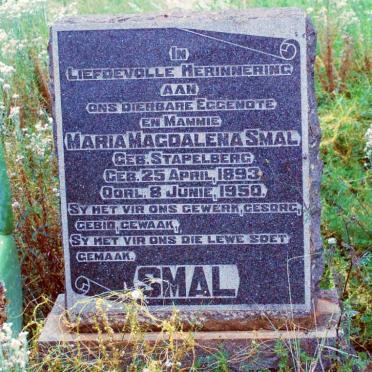 IN
LIEFDEVOLLE HERINNERING
AAN
ONS DIERBARE EGGENOTE
EN MAMMIE
MARIA MAGDALENA SMAL
GEB. STAPELBERG
GEB. 25 APRIL, 1893
OORL. 8 JUNIE, 1950.
SY HET VIR ONS GEWERK, GESORG,
GEBID, GEWAAK,
SY HET VIR ONS DIE LEWE SOET
GEMAAK.
SMAL